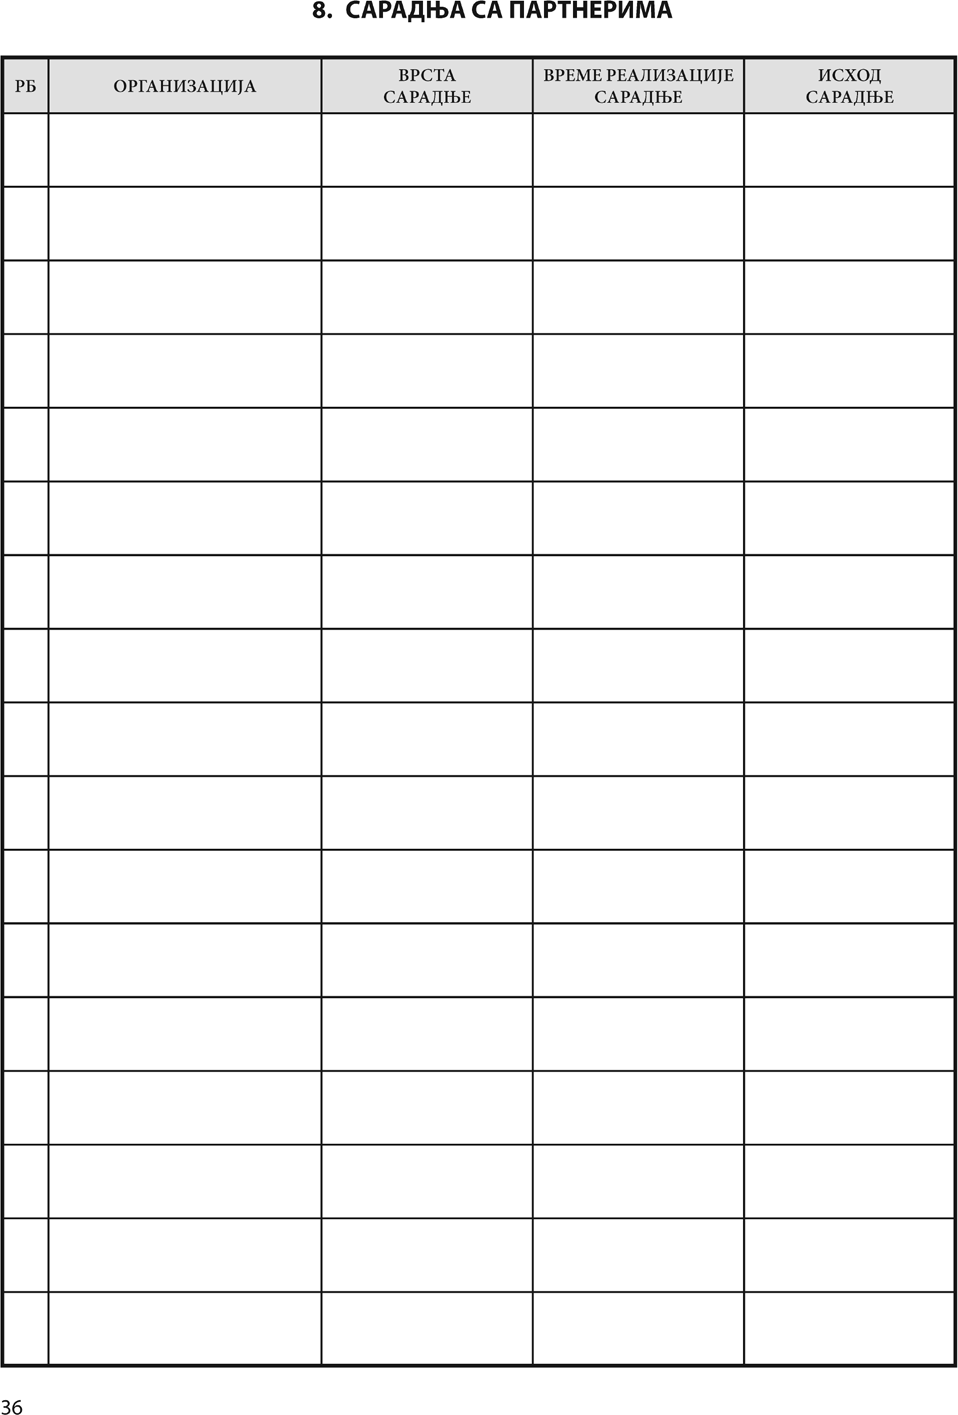 8. САРАДЊА СА ПАРТНЕРИМА
РБ
ОРГАНИЗАЦИЈА
ВРСТА
САРАДЊЕ
ВРЕМЕ РЕАЛИЗАЦИЈЕ
САРАДЊЕ
ИСХОД
САРАДЊЕ
36